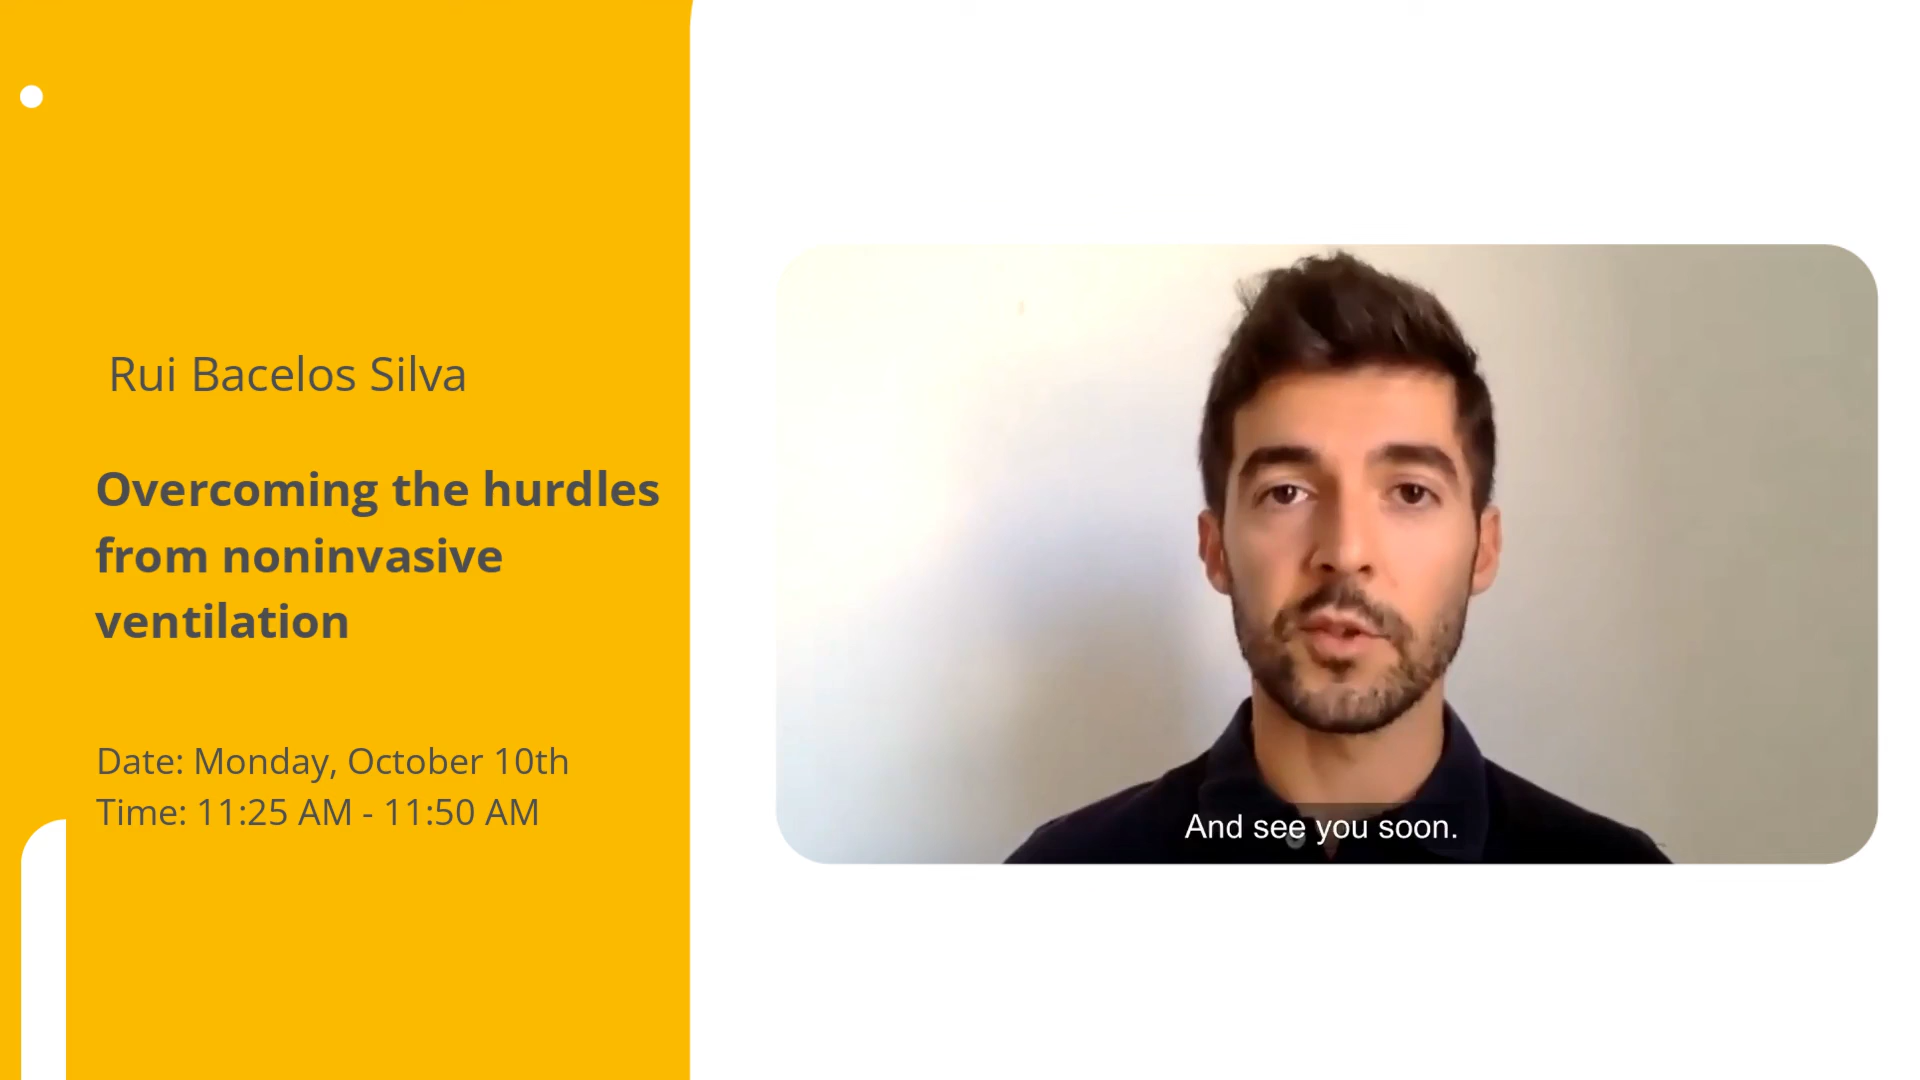 Rui Bacelos Silva
Overcoming the hurdles
from noninvasive
ventilation
Date: Monday, October 10th
Time: 11:25 AM - 11:50 AM
And see you soon.